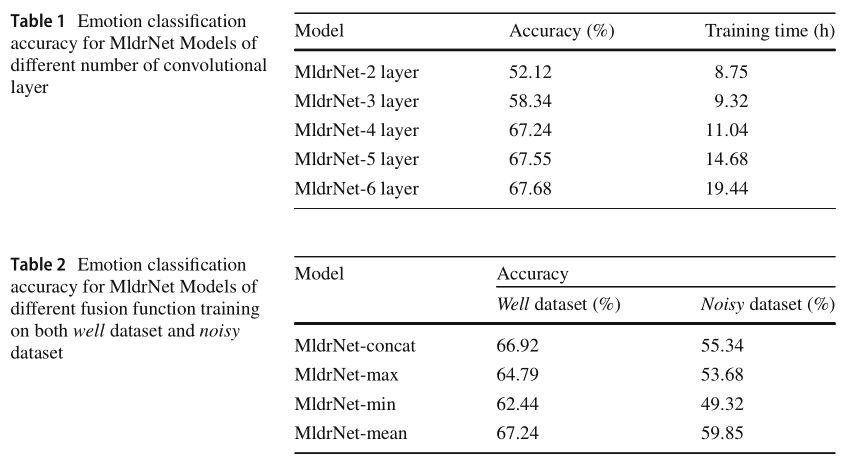 Table 1 Emotion classification
accuracy for MldrNet Models of
different number of convolutional
layer
Model Accuracy (%) Training time (h)
MldrNet-2 layer 52.12 8.75
MldrNet-3 layer 58.34 9.32
MldrNet-4 layer 67.24 11.04
MldrNet-5 layer 67.55 14.68
MldrNet-6 layer 67.68 19.44
Table 2 Emotion classification
accuracy for MldrNet Models of
different fusion function training
on both well dataset and noisy
dataset
Model Accuracy
Well dataset (%) Noisy dataset (%)
MldrNet-concat 66.92 55.34
MldrNet-max 64.79 53.68
MldrNet-min 62.44 49.32
MldrNet-mean 67.24 59.85